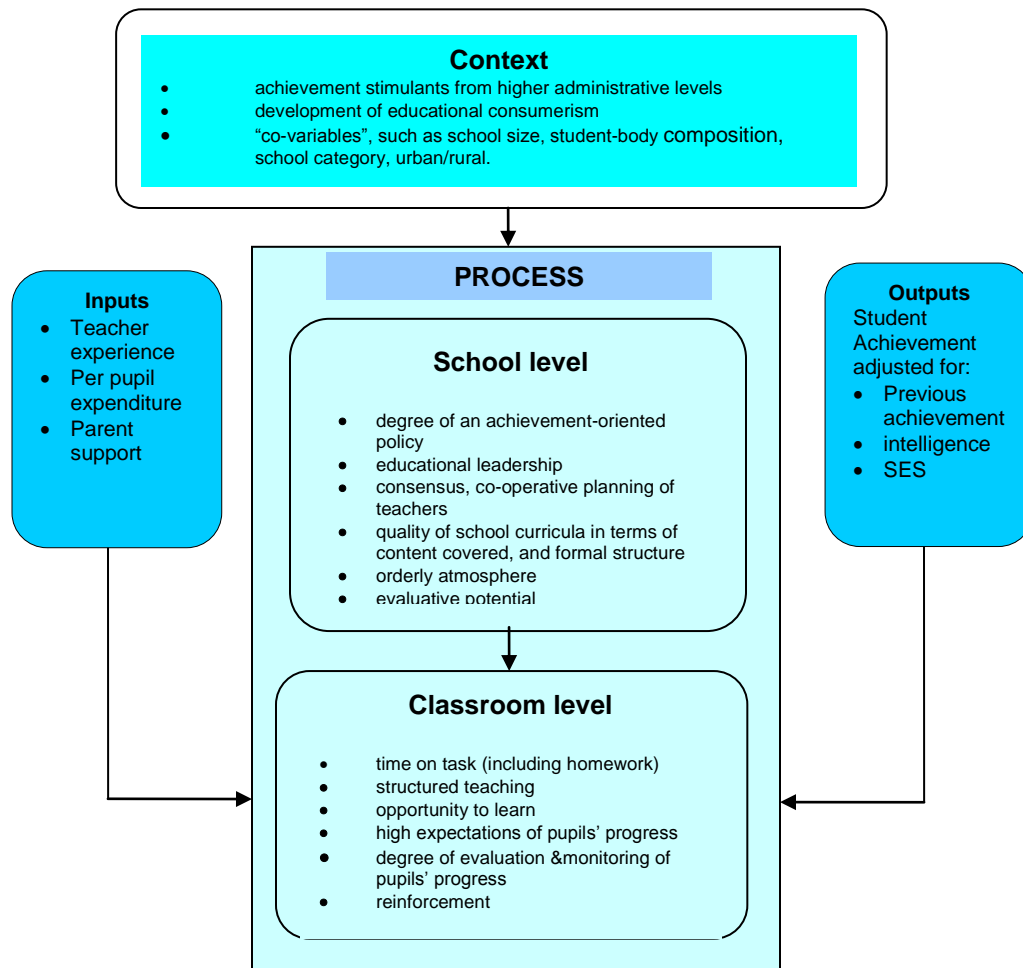 Context
• achievement stimulants from higher administrative levels
• development of educational consumerism
• “co-variables”, such as school size, student-body composition,
school category, urban/rural.
Inputs
• Teacher
experience
• Per pupil
expenditure
• Parent
support
PROCESS
School level
• degree of an achievement-oriented
policy
• educational leadership
• consensus, co-operative planning of
teachers
• quality of school curricula in terms of
content covered, and formal structure
• orderly atmosphere
• evaluative potential
Classroom level
• time on task (including homework)
• structured teaching
• opportunity to learn
• high expectations of pupils’ progress
• degree of evaluation &monitoring of
pupils’ progress
• reinforcement
Outputs
Student
Achievement
adjusted for:
• Previous
achievement
• intelligence
• SES